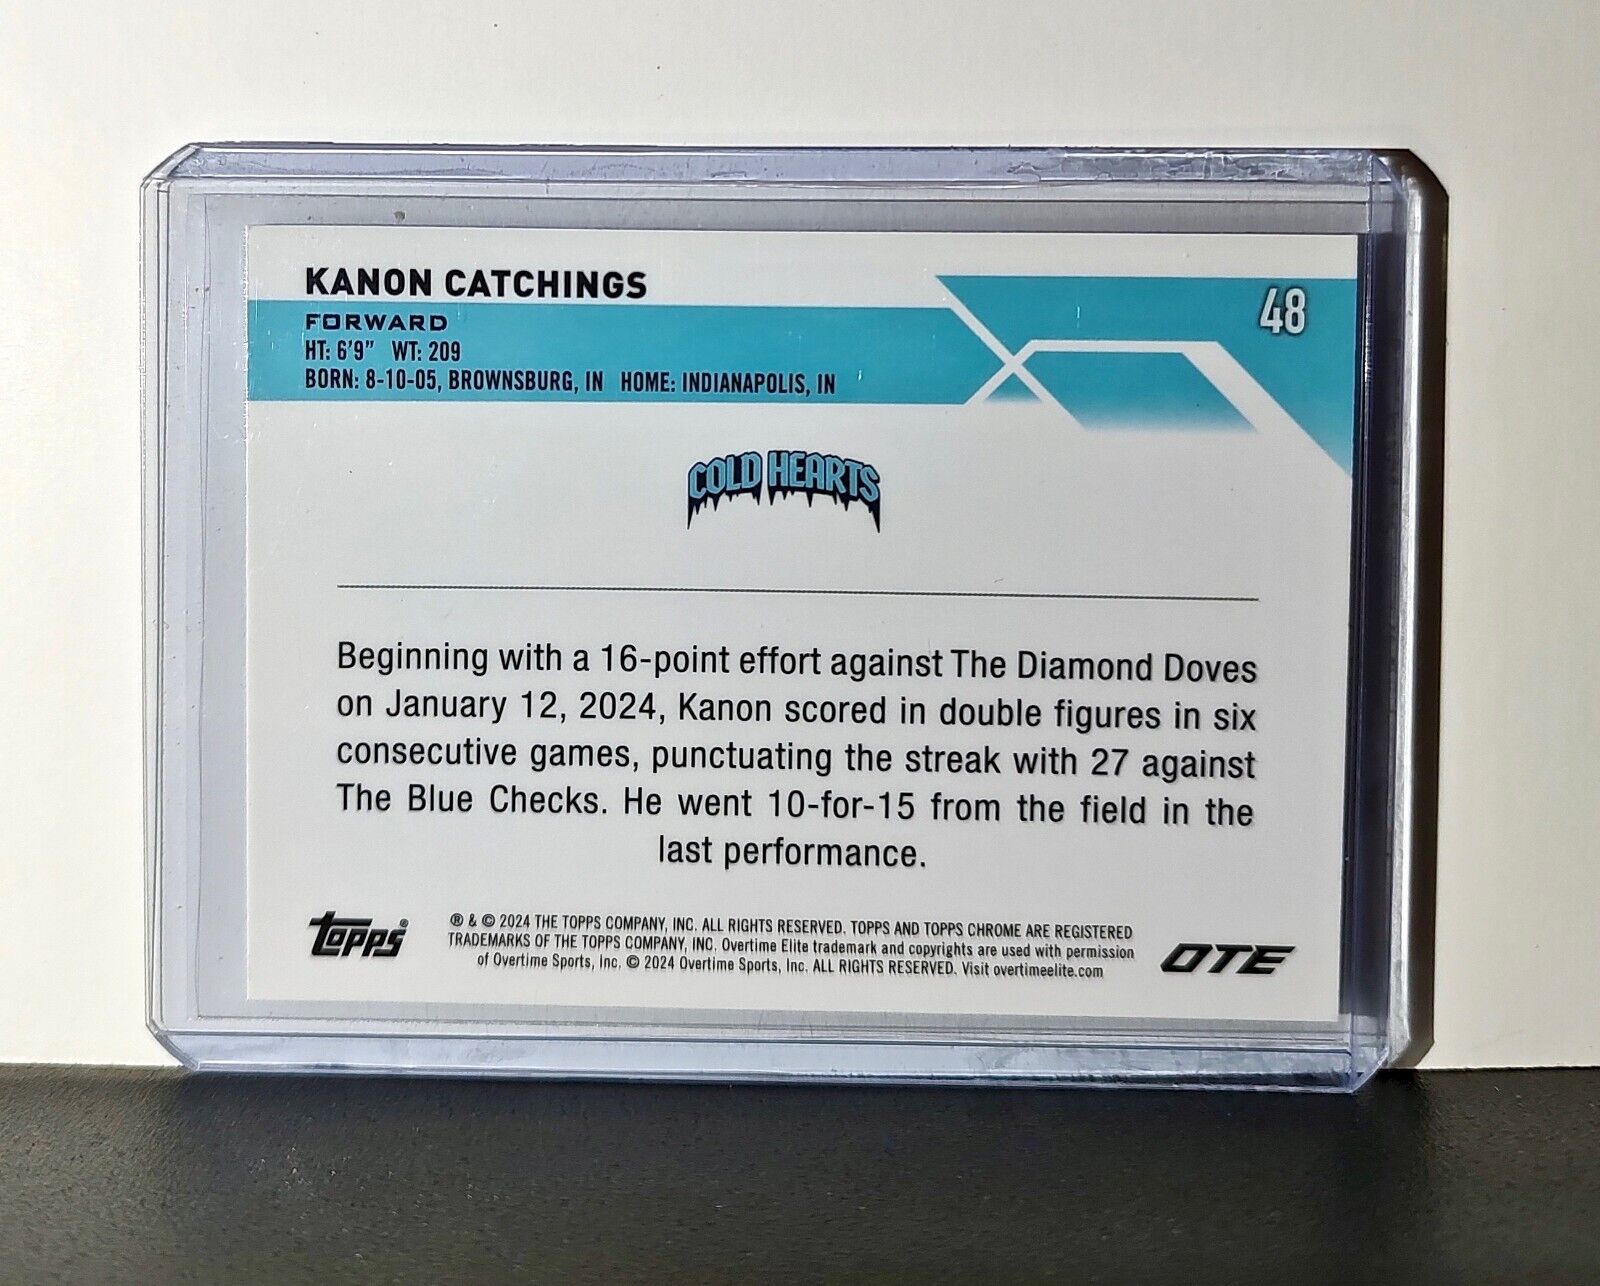 KANON CATCHINGS
48
FORWARD
HT: 6'9" WT: 209
BORN: 8-10-05, BROWNSBURG, IN HOME: INDIANAPOLIS, IN
COLD HEARTS
Beginning with a 16-point effort against The Diamond Doves
on January 12, 2024, Kanon scored in double figures in six
consecutive games, punctuating the streak with 27 against
The Blue Checks. He went 10-for-15 from the field in the
last performance.
topps®
® & © 2024 THE TOPPS COMPANY, INC. ALL RIGHTS RESERVED. TOPPS AND TOPPS CHROME ARE REGISTERED
TRADEMARKS OF THE TOPPS COMPANY, INC. Overtime Elite trademark and copyrights are used with permission
of Overtime Sports, Inc. © 2024 Overtime Sports, Inc. ALL RIGHTS RESERVED. Visit overtimeelite.com
OTE